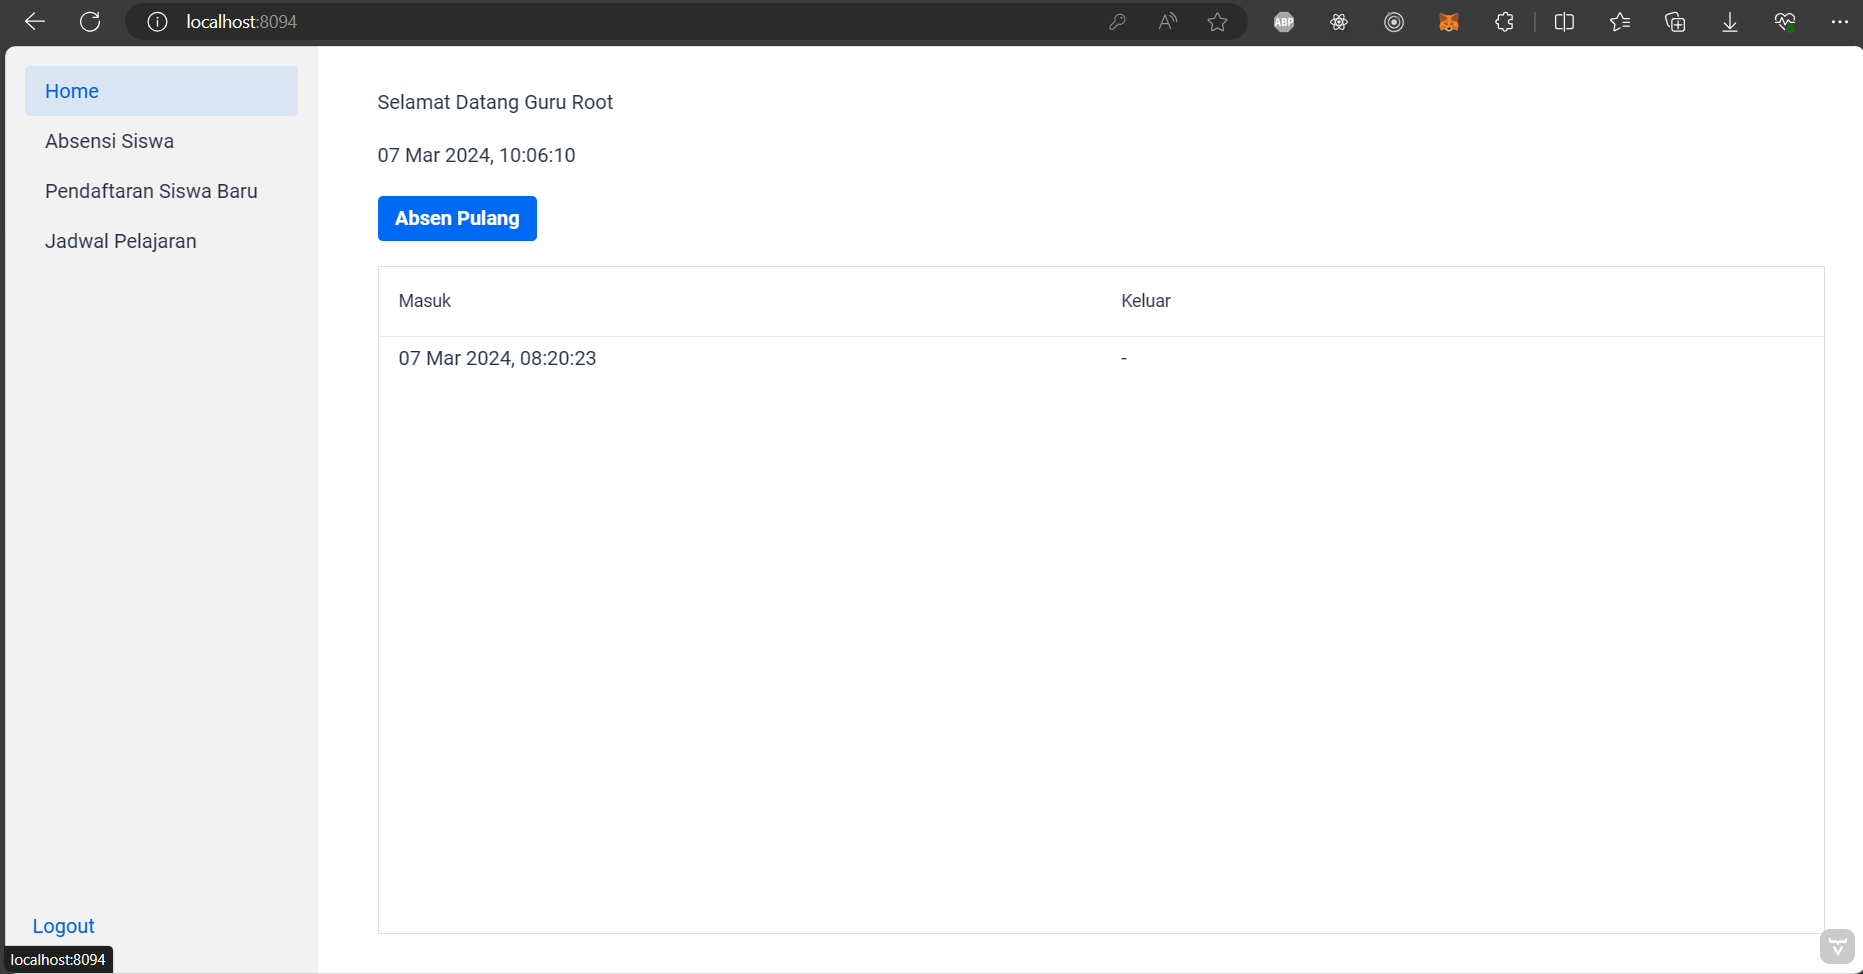 localhost:8094
ABP
Home
Absensi Siswa
Pendaftaran Siswa Baru
Jadwal Pelajaran
Logout
Selamat Datang Guru Root
07 Mar 2024, 10:06:10
Absen Pulang
Masuk Keluar
07 Mar 2024, 08:20:23 -
localhost:8094